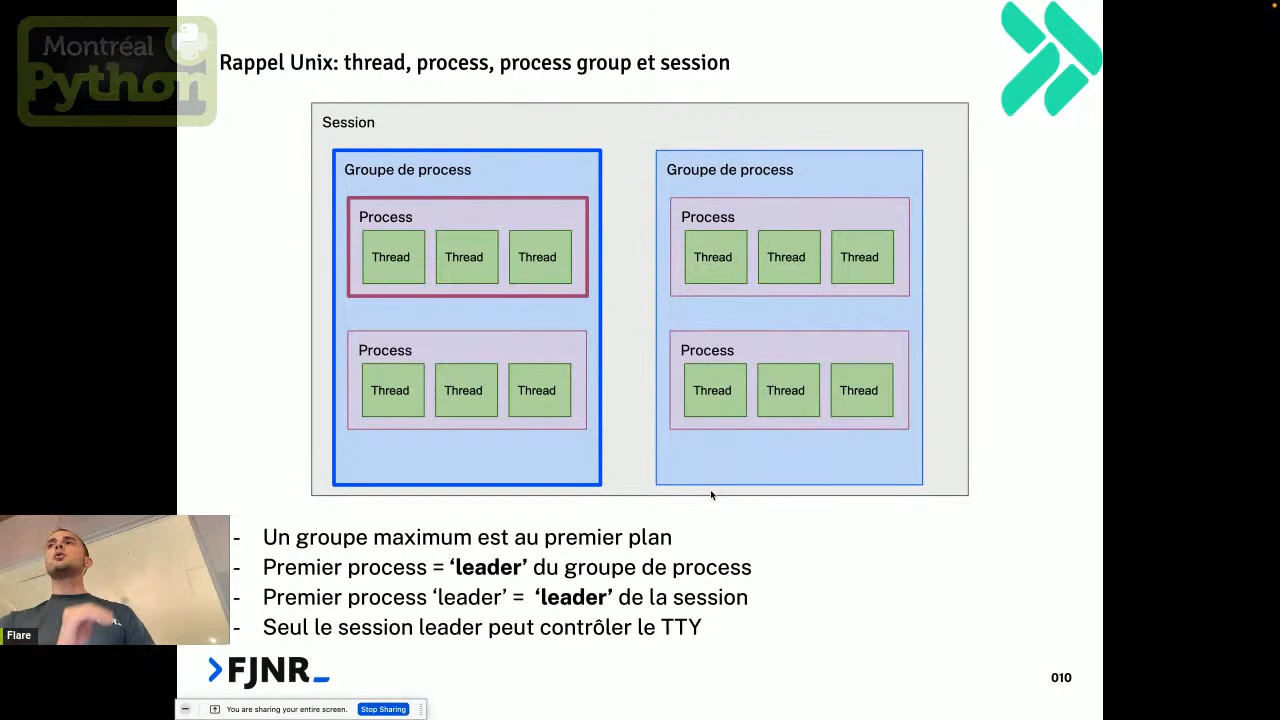 Montréal
Python
Rappel Unix: thread, process, process group et session
Session
Groupe de process
Process
Thread Thread Thread
Process
Thread Thread Thread
Groupe de process
Process
Thread Thread Thread
Process
Thread Thread Thread
- Un groupe maximum est au premier plan
- Premier process = ‘leader’ du groupe de process
- Premier process ‘leader’ = ‘leader’ de la session
- Seul le session leader peut contrôler le TTY
Flare
>FJNR_
010
You are sharing your entire screen. Stop Sharing